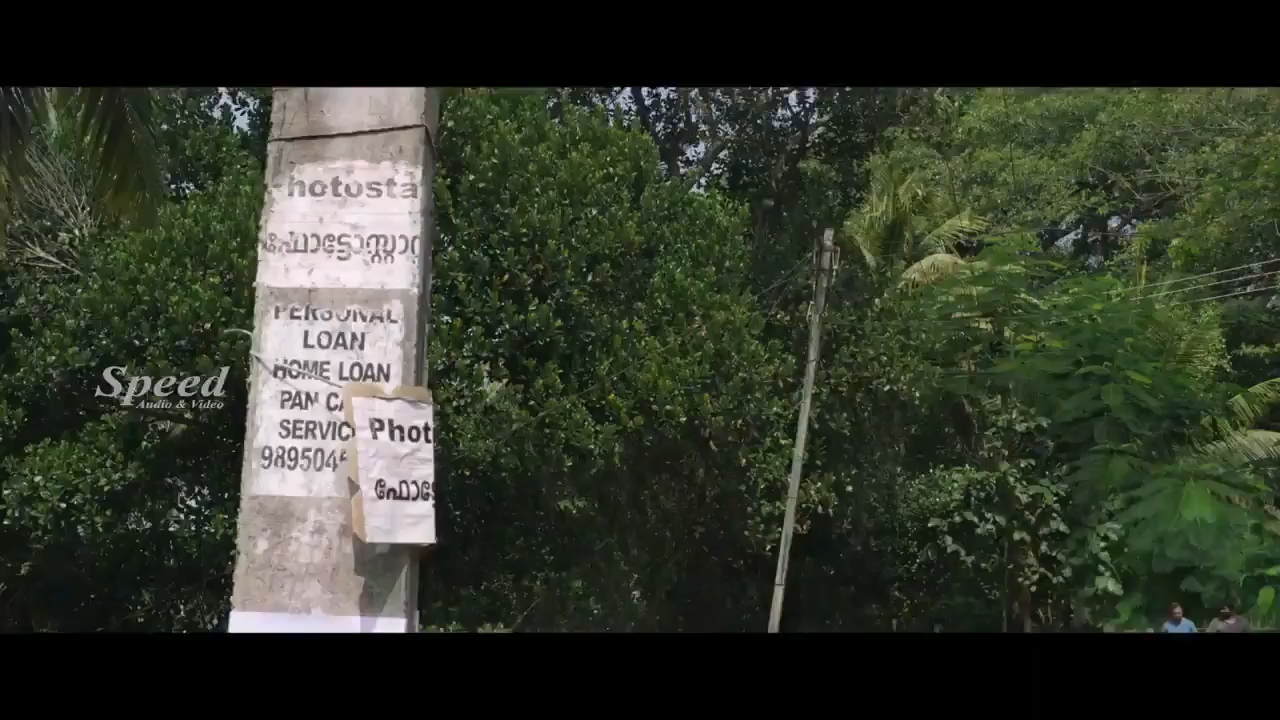 hotosta
ഫോട്ടോസ്റ്റാറ
PERSONAL
LOAN
HOME LOAN
PAN CA
SERVIC
989504
Phot
ഫോട്ടോ
Speed
Audio & Video